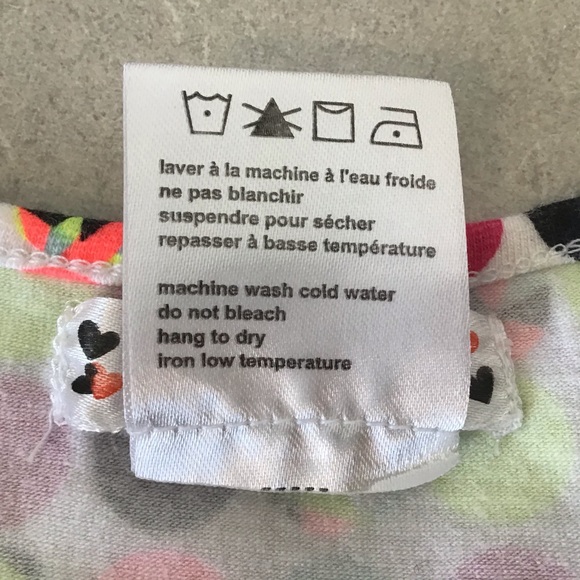 laver à la machine à l'eau froide
ne pas blanchir
suspendre pour sécher
repasser à basse température
machine wash cold water
do not bleach
hang to dry
iron low temperature